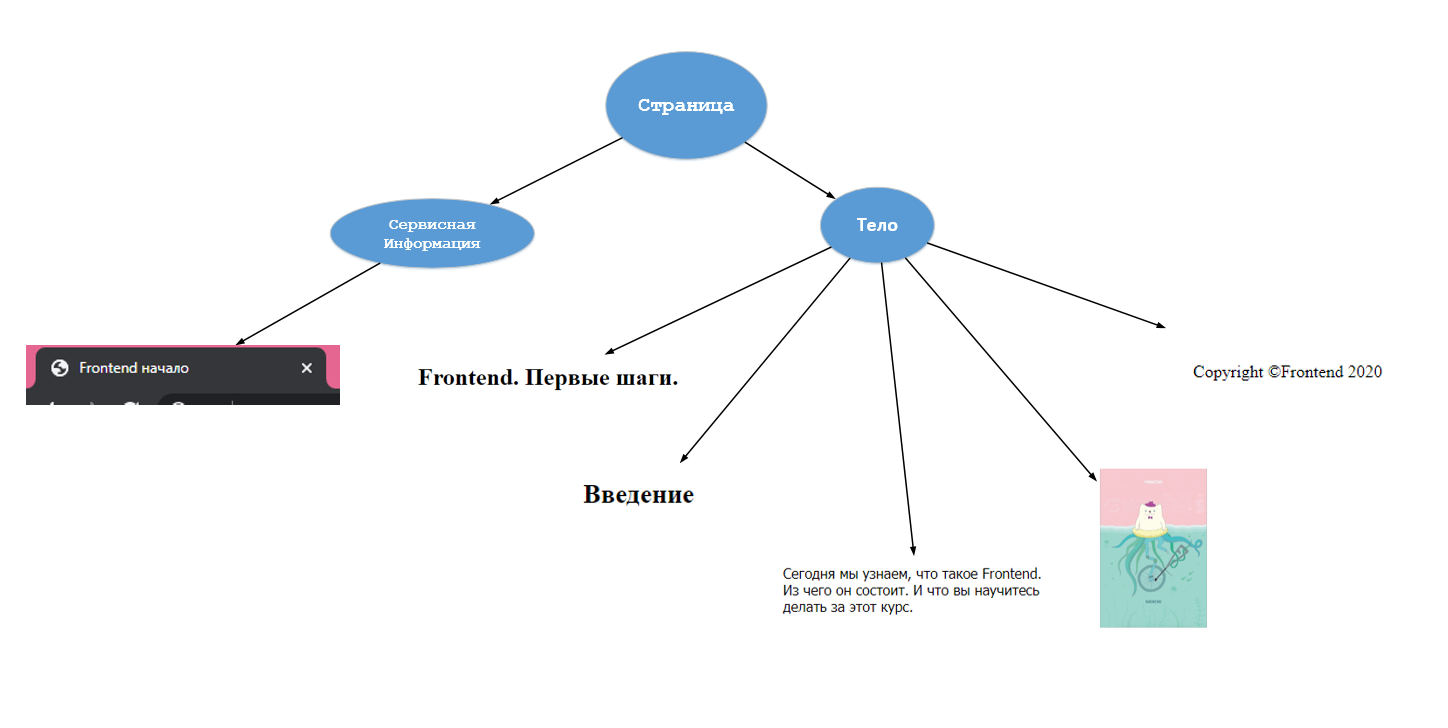 Страница
Сервисная
Информация
Тело
Frontend начало
Frontend. Первые шаги.
Copyright ©Frontend 2020
Введение
Сегодня мы узнаем, что такое Frontend.
Из чего он состоит. И что вы научитесь
делать за этот курс.